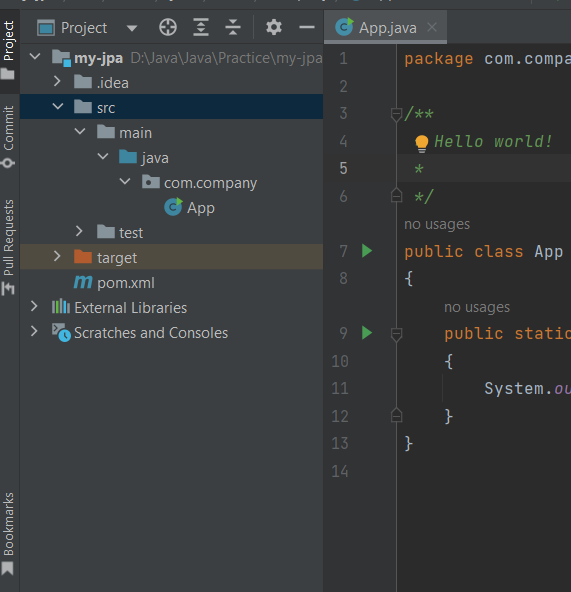 Project
Commit
Pull Requests
Bookmarks
Project
my-jpa D:\Java\Java\Practice\my-jpa
.idea
src
main
java
com.company
App
test
target
pom.xml
External Libraries
Scratches and Consoles
App.java
1 package com.compa
2
3 /**
4 Hello world!
5 *
6 */
no usages
7 public class App
8 {
no usages
9 public static
10 {
11 System.ou
12 }
13 }
14